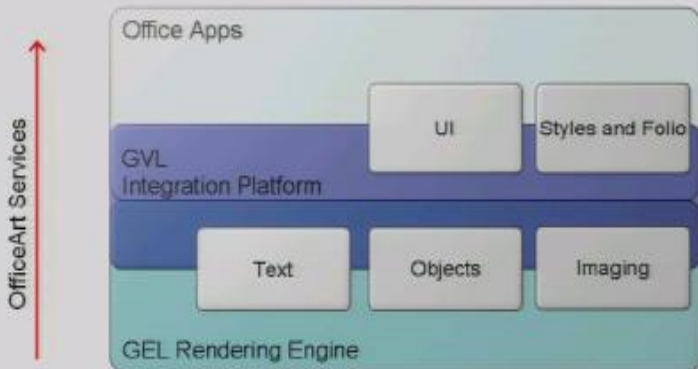 Office Apps
UI
Styles and Folio
GVL
Integration Platform
Text
Objects
Imaging
GEL Rendering Engine
OfficeArt Services